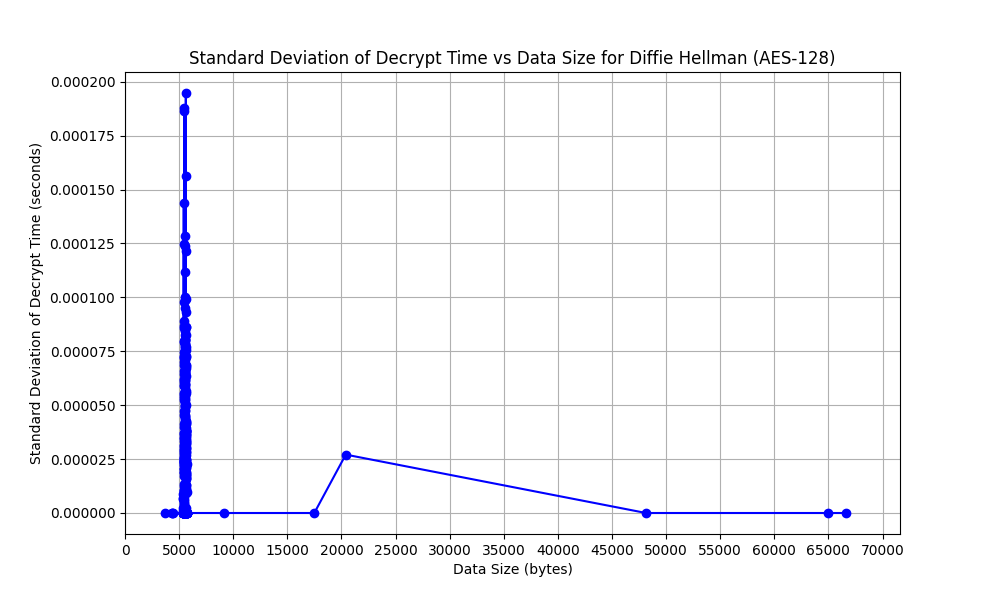 Standard Deviation of Decrypt Time vs Data Size for Diffie Hellman (AES-128)
Standard Deviation of Decrypt Time (seconds)
0.000200
0.000175
0.000150
0.000125
0.000100
0.000075
0.000050
0.000025
0.000000
0 5000 10000 15000 20000 25000 30000 35000 40000 45000 50000 55000 60000 65000 70000
Data Size (bytes)